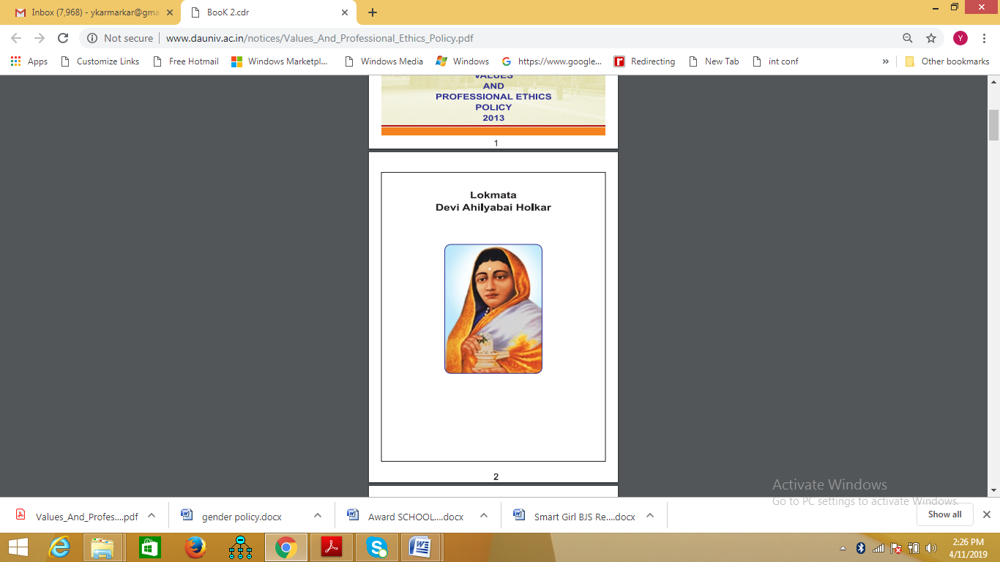 Inbox (7,968) - ykarmarkar@gma
BooK 2.cdr
Not secure www.dauniv.ac.in/notices/Values_And_Professional_Ethics_Policy.pdf
Y
Apps Customize Links Free Hotmail Windows Marketpl... Windows Media Windows https://www.google... Redirecting New Tab int conf » Other bookmarks
VALUES
AND
PROFESSIONAL ETHICS
POLICY
2013
1
Lokmata
Devi Ahilyabai Holkar
2
Activate Windows
Go to PC settings to activate Windows.
Values_And_Profes....pdf gender policy.docx Award SCHOOL....docx Smart Girl BJS Re....docx Show all
2:26 PM
4/11/2019